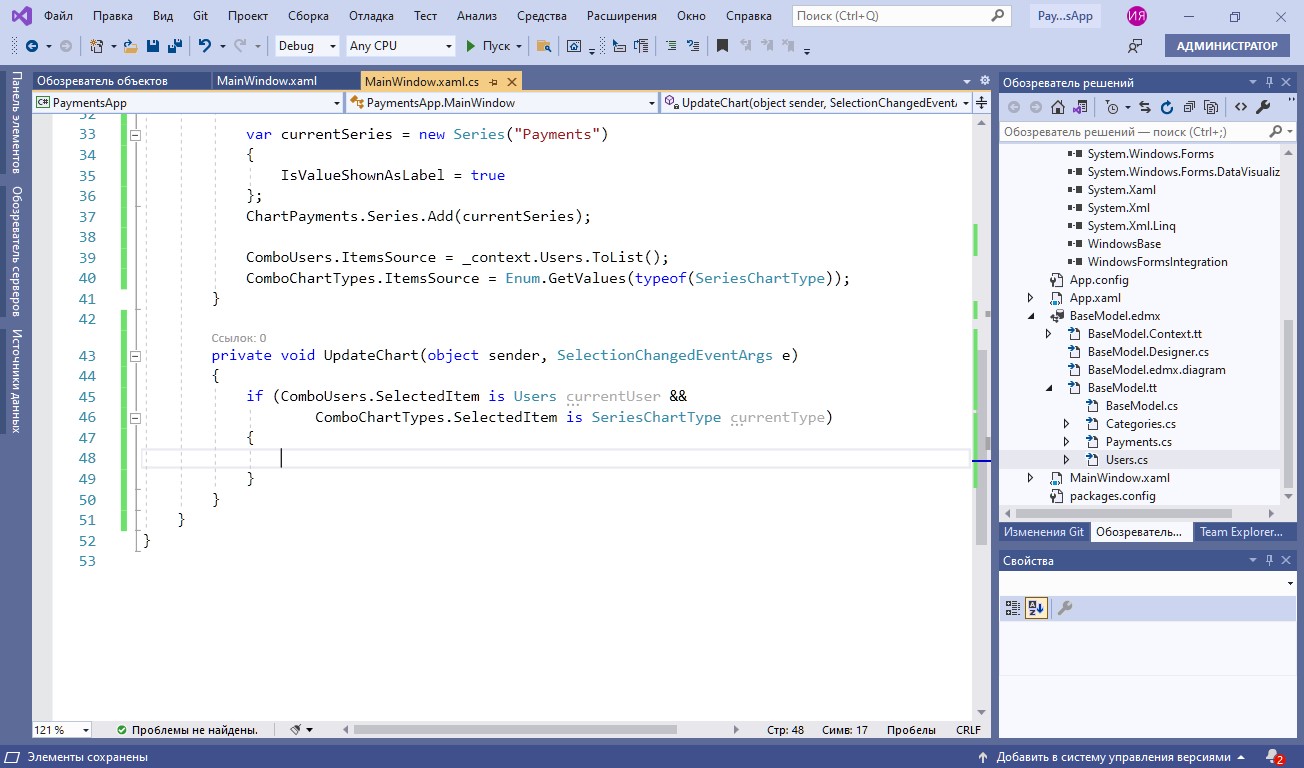 Файл Правка Вид Git Проект Сборка Отладка Тест Анализ Средства Расширения Окно Справка Поиск (Ctrl+Q) Pay...sApp ИЯ
Debug Any CPU Пуск АДМИНИСТРАТОР
Панель элементов
Обозреватель серверов
Источники данных
Обозреватель объектов MainWindow.xaml MainWindow.xaml.cs
PaymentsApp PaymentsApp.MainWindow UpdateChart(object sender, SelectionChangedEventA
32
33 var currentSeries = new Series("Payments")
34 {
35 IsValueShownAsLabel = true
36 };
37 ChartPayments.Series.Add(currentSeries);
38
39 ComboUsers.ItemsSource = _context.Users.ToList();
40 ComboChartTypes.ItemsSource = Enum.GetValues(typeof(SeriesChartType));
41 }
42
Ссылок: 0
43 private void UpdateChart(object sender, SelectionChangedEventArgs e)
44 {
45 if (ComboUsers.SelectedItem is Users currentUser &&
46 ComboChartTypes.SelectedItem is SeriesChartType currentType)
47 {
48
49 }
50 }
51 }
52 }
53
121 % Проблемы не найдены. Стр: 48 Симв: 17 Пробелы CRLF
Обозреватель решений
Обозреватель решений — поиск (Ctrl+;)
System.Windows.Forms
System.Windows.Forms.DataVisualiz
System.Xaml
System.Xml
System.Xml.Linq
WindowsBase
WindowsFormsIntegration
App.config
App.xaml
BaseModel.edmx
BaseModel.Context.tt
BaseModel.Designer.cs
BaseModel.edmx.diagram
BaseModel.tt
BaseModel.cs
Categories.cs
Payments.cs
Users.cs
MainWindow.xaml
packages.config
Изменения Git Обозреватель... Team Explorer...
Свойства
Элементы сохранены Добавить в систему управления версиями 2